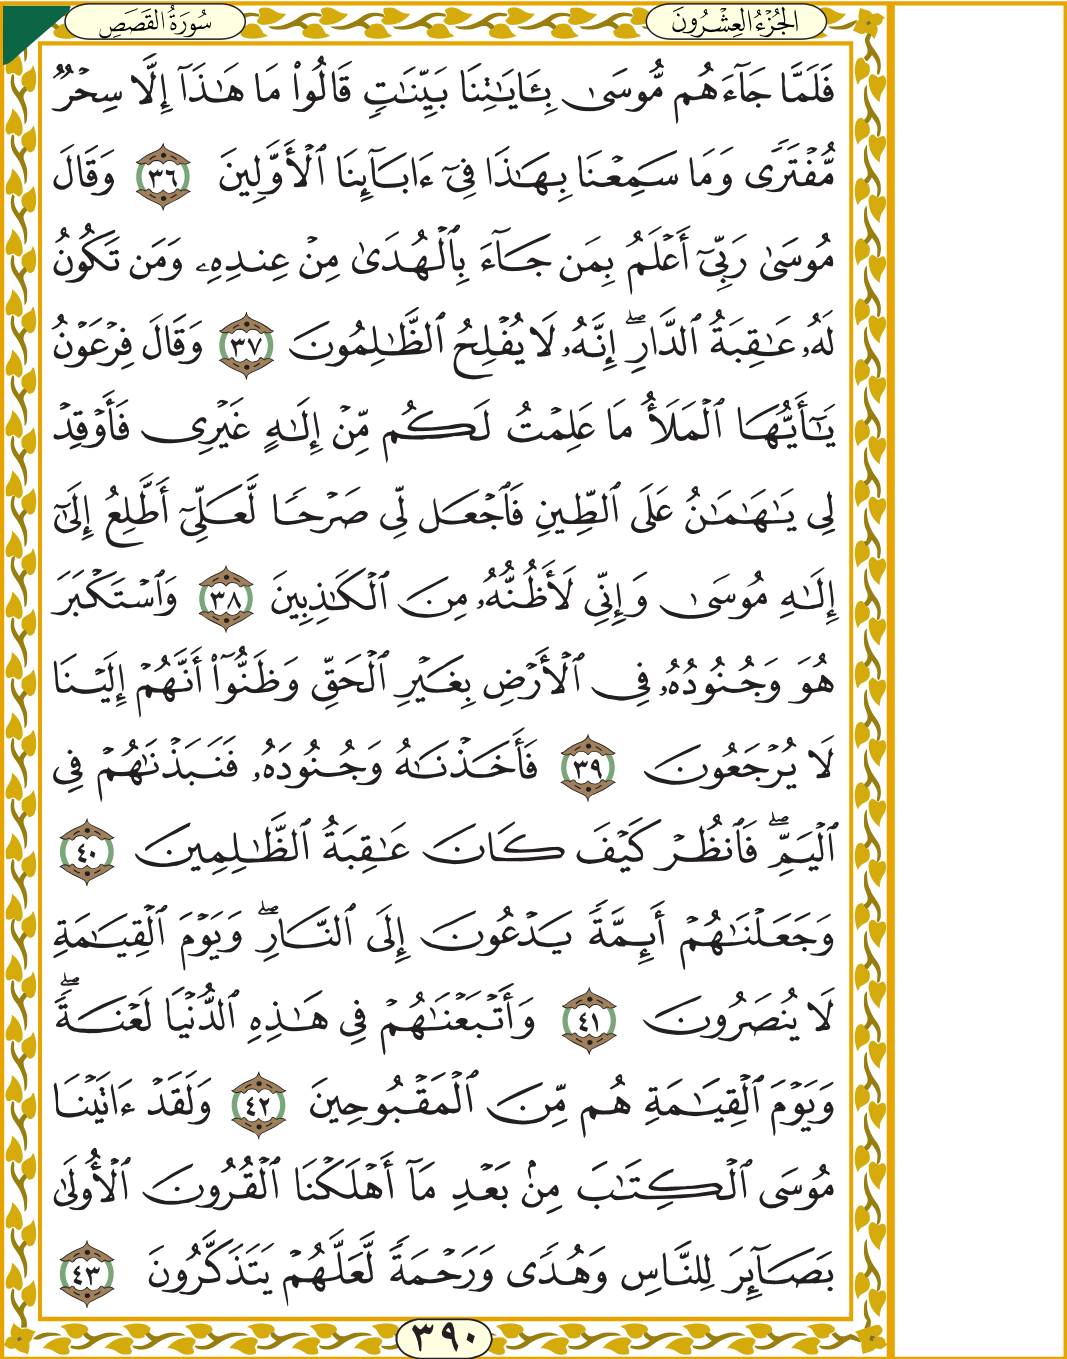 سُورَةُ القَصَصِ
الجُزْءُ العِشْرُونَ
فَلَمَّا جَآءَهُم مُّوسَىٰ بِـَٔايَـٰتِنَا بَيِّنَـٰتٍ قَالُوا۟ مَا هَـٰذَآ إِلَّا سِحْرٌ
مُّفْتَرًى وَمَا سَمِعْنَا بِهَـٰذَا فِىٓ ءَابَآئِنَا ٱلْأَوَّلِينَ ٣٦ وَقَالَ
مُوسَىٰ رَبِّىٓ أَعْلَمُ بِمَن جَآءَ بِٱلْهُدَىٰ مِنْ عِندِهِۦ وَمَن تَكُونُ
لَهُۥ عَـٰقِبَةُ ٱلدَّارِ ۖ إِنَّهُۥ لَا يُفْلِحُ ٱلظَّـٰلِمُونَ ٣٧ وَقَالَ فِرْعَوْنُ
يَـٰٓأَيُّهَا ٱلْمَلَأُ مَا عَلِمْتُ لَكُم مِّنْ إِلَـٰهٍ غَيْرِى فَأَوْقِدْ
لِى يَـٰهَـٰمَـٰنُ عَلَى ٱلطِّينِ فَٱجْعَل لِّى صَرْحًا لَّعَلِّىٓ أَطَّلِعُ إِلَىٰٓ
إِلَـٰهِ مُوسَىٰ وَإِنِّى لَأَظُنُّهُۥ مِنَ ٱلْكَـٰذِبِينَ ٣٨ وَٱسْتَكْبَرَ
هُوَ وَجُنُودُهُۥ فِى ٱلْأَرْضِ بِغَيْرِ ٱلْحَقِّ وَظَنُّوٓا۟ أَنَّهُمْ إِلَيْنَا
لَا يُرْجَعُونَ ٣٩ فَأَخَذْنَـٰهُ وَجُنُودَهُۥ فَنَبَذْنَـٰهُمْ فِى
ٱلْيَمِّ ۖ فَٱنظُرْ كَيْفَ كَانَ عَـٰقِبَةُ ٱلظَّـٰلِمِينَ ٤٠
وَجَعَلْنَـٰهُمْ أَئِمَّةً يَدْعُونَ إِلَى ٱلنَّارِ ۖ وَيَوْمَ ٱلْقِيَـٰمَةِ
لَا يُنصَرُونَ ٤١ وَأَتْبَعْنَـٰهُمْ فِى هَـٰذِهِ ٱلدُّنْيَا لَعْنَةً ۖ
وَيَوْمَ ٱلْقِيَـٰمَةِ هُم مِّنَ ٱلْمَقْبُوحِينَ ٤٢ وَلَقَدْ ءَاتَيْنَا
مُوسَى ٱلْكِتَـٰبَ مِنۢ بَعْدِ مَآ أَهْلَكْنَا ٱلْقُرُونَ ٱلْأُولَىٰ
بَصَآئِرَ لِلنَّاسِ وَهُدًى وَرَحْمَةً لَّعَلَّهُمْ يَتَذَكَّرُونَ ٤٣
٣٩٠